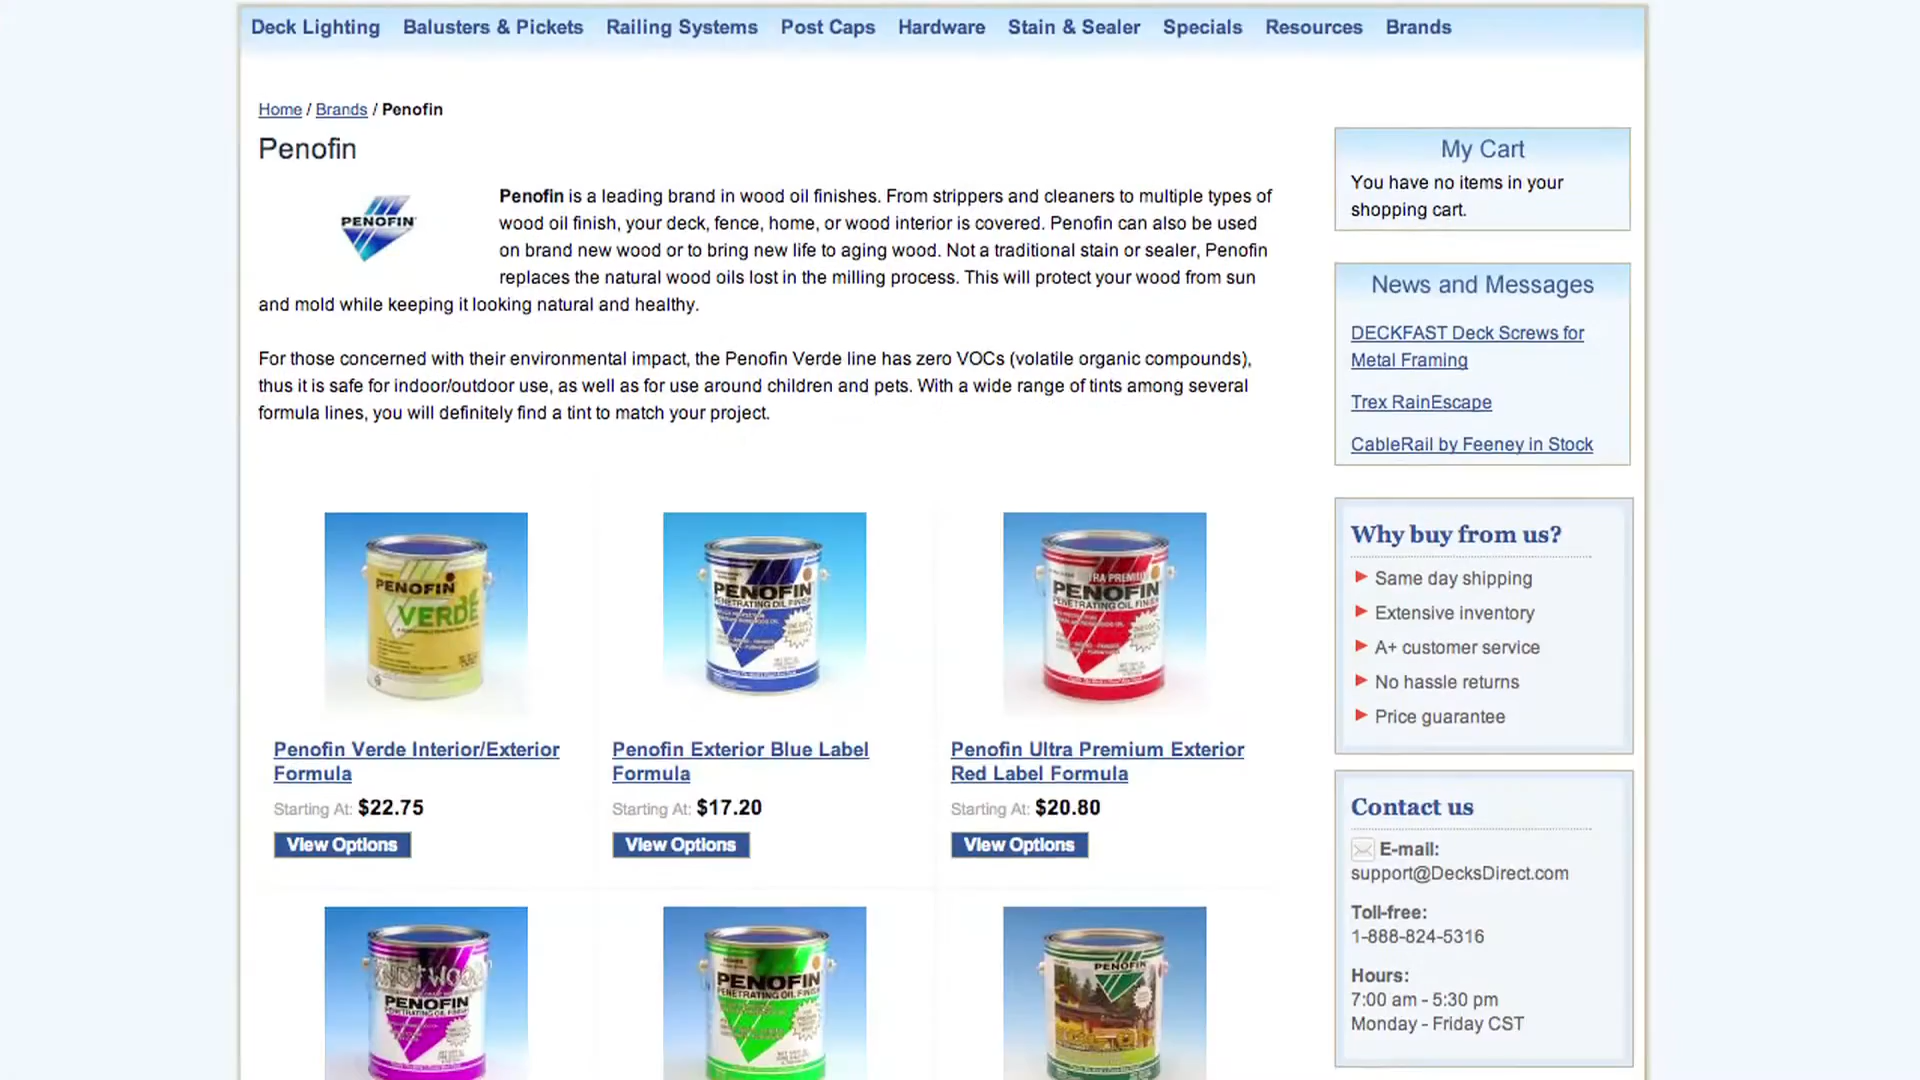 Deck Lighting Balusters & Pickets Railing Systems Post Caps Hardware Stain & Sealer Specials Resources Brands
Home / Brands / Penofin
Penofin
PENOFIN
Penofin is a leading brand in wood oil finishes. From strippers and cleaners to multiple types of
wood oil finish, your deck, fence, home, or wood interior is covered. Penofin can also be used
on brand new wood or to bring new life to aging wood. Not a traditional stain or sealer, Penofin
replaces the natural wood oils lost in the milling process. This will protect your wood from sun
and mold while keeping it looking natural and healthy.
For those concerned with their environmental impact, the Penofin Verde line has zero VOCs (volatile organic compounds),
thus it is safe for indoor/outdoor use, as well as for use around children and pets. With a wide range of tints among several
formula lines, you will definitely find a tint to match your project.
PENOFIN
VERDE
PENOFIN
PENETRATING OIL FINISH
PENOFIN
PENETRATING OIL FINISH
Penofin Verde Interior/Exterior
Formula
Starting At: $22.75
View Options
Penofin Exterior Blue Label
Formula
Starting At: $17.20
View Options
Penofin Ultra Premium Exterior
Red Label Formula
Starting At: $20.80
View Options
PENOFIN
PENETRATING OIL FINISH
PENOFIN
PENETRATING OIL FINISH
PENOFIN
My Cart
You have no items in your
shopping cart.
News and Messages
DECKFAST Deck Screws for
Metal Framing
Trex RainEscape
CableRail by Feeney in Stock
Why buy from us?
Same day shipping
Extensive inventory
A+ customer service
No hassle returns
Price guarantee
Contact us
E-mail:
support@DecksDirect.com
Toll-free:
1-888-824-5316
Hours:
7:00 am - 5:30 pm
Monday - Friday CST